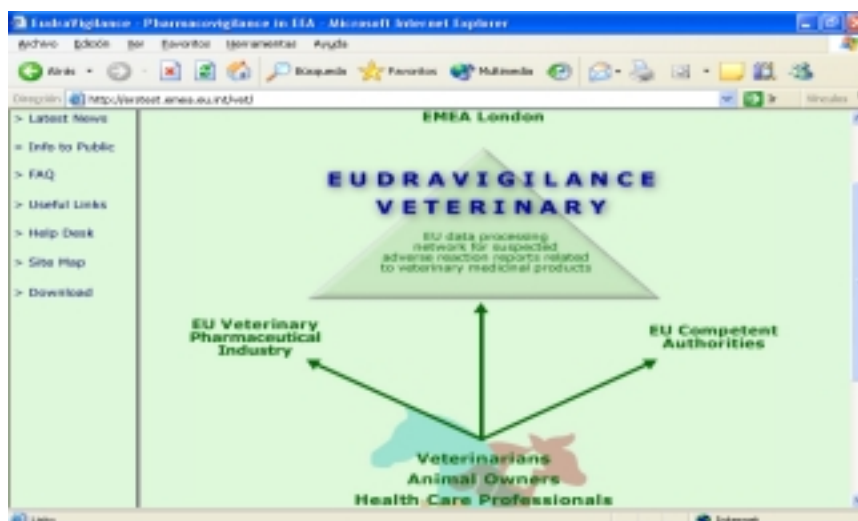 EudraVigilance - Pharmacovigilance in EEA - Microsoft Internet Explorer
Archivo Edición Ver Favoritos Herramientas Ayuda
Atrás Búsqueda Favoritos Multimedia
Dirección Ir Vínculos
> Latest News
> Info to Public
> FAQ
> Useful Links
> Help Desk
> Site Map
> Download
EMEA London
EUDRAVIGILANCE
VETERINARY
EU data processing
network for suspected
adverse reaction reports related
to veterinary medicinal products
EU Veterinary
Pharmaceutical
Industry
EU Competent
Authorities
Veterinarians
Animal Owners
Health Care Professionals
Internet